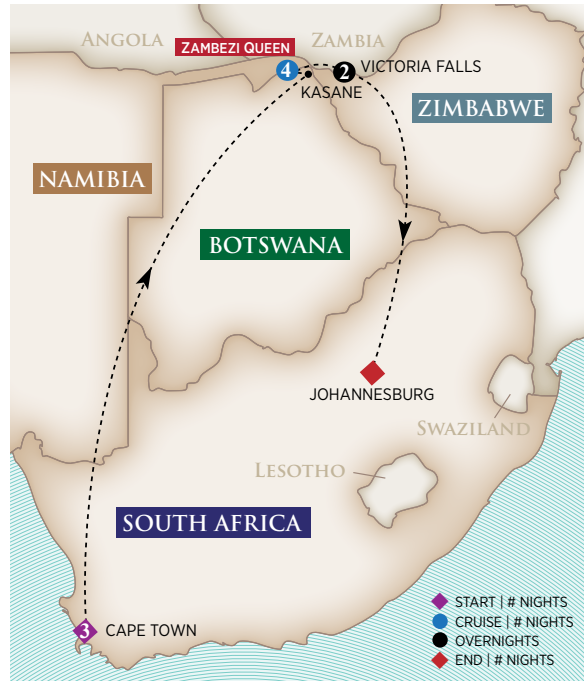 ANGOLA
ZAMBIA
ZAMBEZI QUEEN
4
2
VICTORIA FALLS
KASANE
ZIMBABWE
NAMIBIA
BOTSWANA
JOHANNESBURG
SWAZILAND
LESOTHO
SOUTH AFRICA
3
CAPE TOWN
START | # NIGHTS
CRUISE | # NIGHTS
OVERNIGHTS
END | # NIGHTS